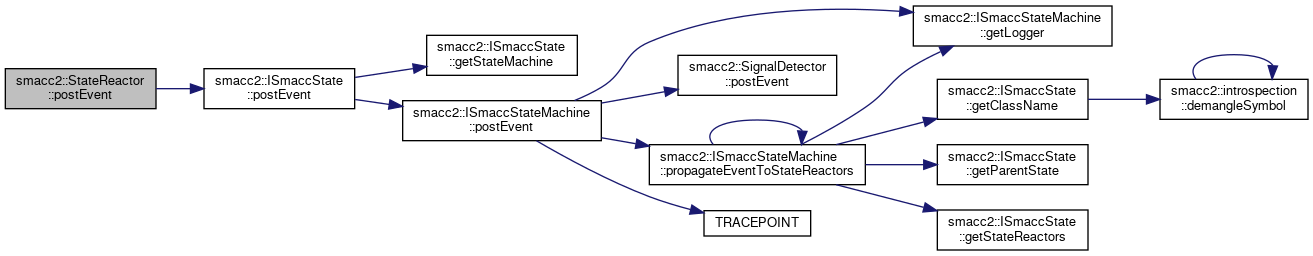 smacc2::StateReactor
::postEvent
smacc2::ISmaccState
::postEvent
smacc2::ISmaccState
::getStateMachine
smacc2::ISmaccStateMachine
::postEvent
smacc2::ISmaccStateMachine
::getLogger
smacc2::SignalDetector
::postEvent
smacc2::ISmaccStateMachine
::propagateEventToStateReactors
TRACEPOINT
smacc2::ISmaccState
::getClassName
smacc2::ISmaccState
::getParentState
smacc2::ISmaccState
::getStateReactors
smacc2::introspection
::demangleSymbol